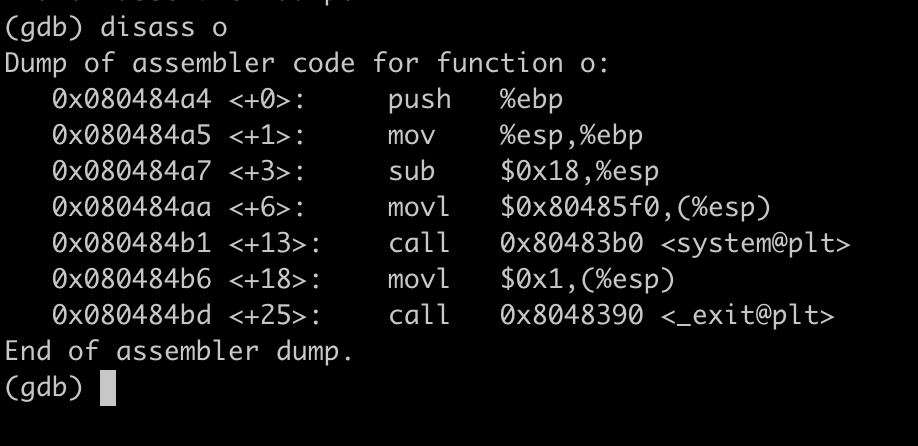 (gdb) disass o
Dump of assembler code for function o:
   0x080484a4 <+0>:     push   %ebp
   0x080484a5 <+1>:     mov    %esp,%ebp
   0x080484a7 <+3>:     sub    $0x18,%esp
   0x080484aa <+6>:     movl   $0x80485f0,(%esp)
   0x080484b1 <+13>:    call   0x80483b0 <system@plt>
   0x080484b6 <+18>:    movl   $0x1,(%esp)
   0x080484bd <+25>:    call   0x8048390 <_exit@plt>
End of assembler dump.
(gdb)